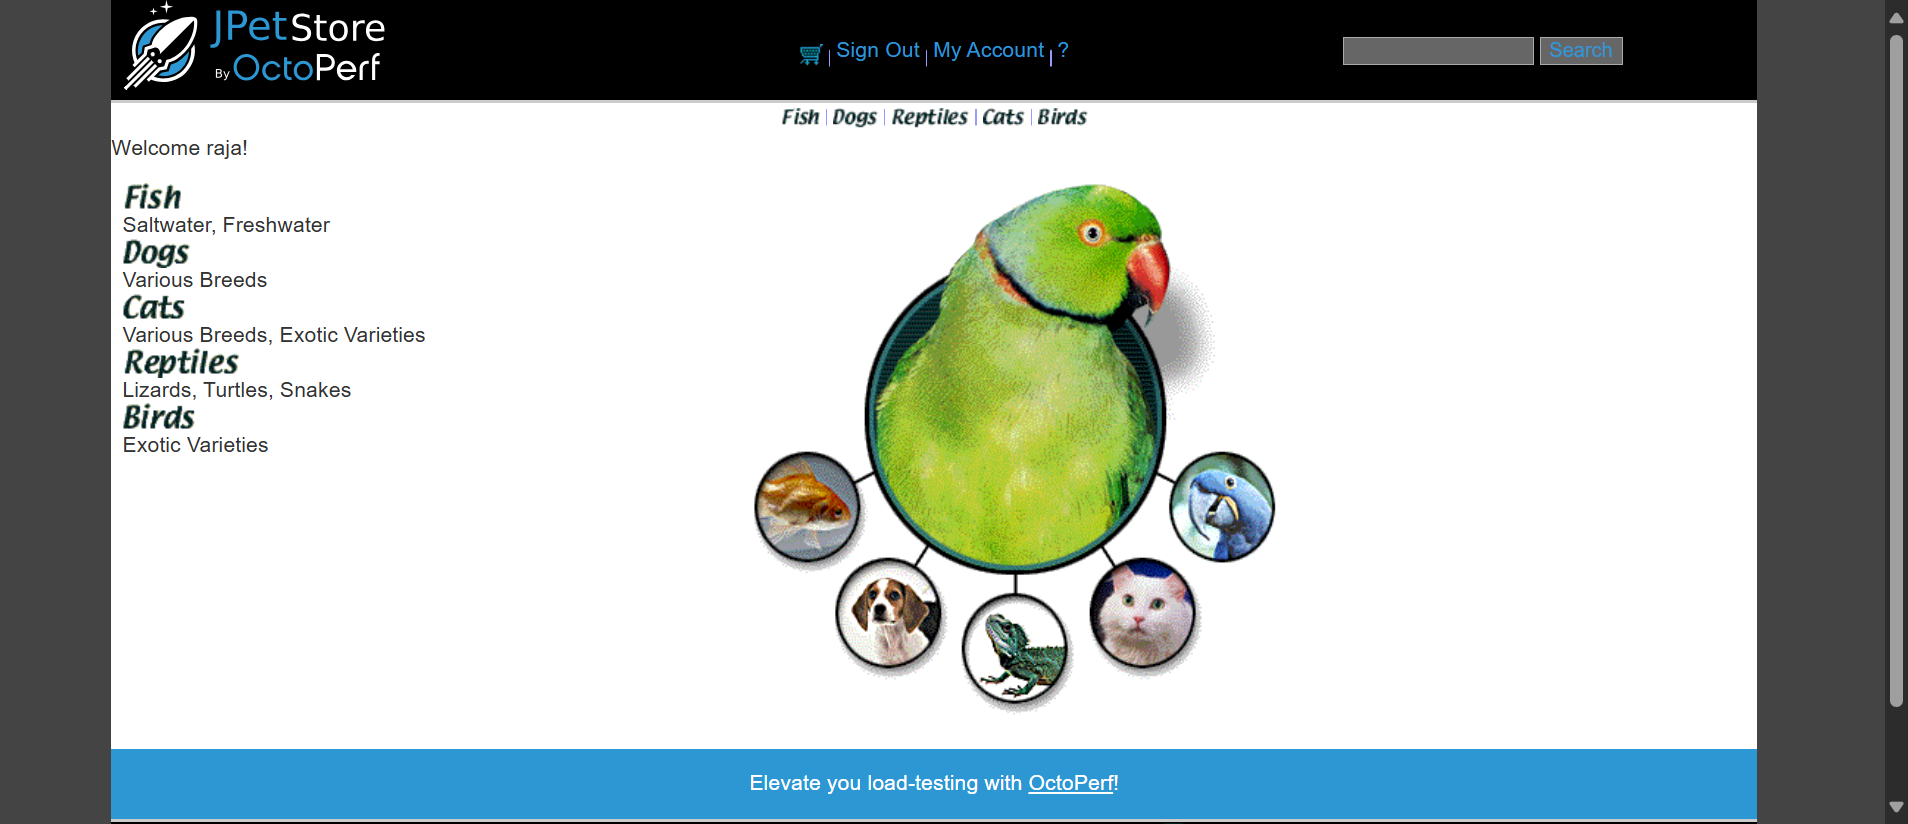 JPetStore
By OctoPerf
Sign Out | My Account | ?
Search
Fish | Dogs | Reptiles | Cats | Birds
Welcome raja!
Fish
Saltwater, Freshwater
Dogs
Various Breeds
Cats
Various Breeds, Exotic Varieties
Reptiles
Lizards, Turtles, Snakes
Birds
Exotic Varieties
Elevate you load-testing with OctoPerf!